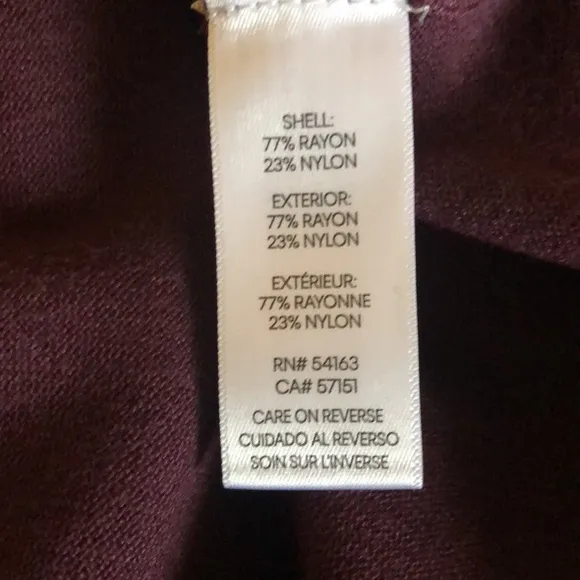 SHELL:
77% RAYON
23% NYLON
EXTERIOR:
77% RAYON
23% NYLON
EXTÉRIEUR:
77% RAYONNE
23% NYLON
RN# 54163
CA# 57151
CARE ON REVERSE
CUIDADO AL REVERSO
SOIN SUR L'INVERSE